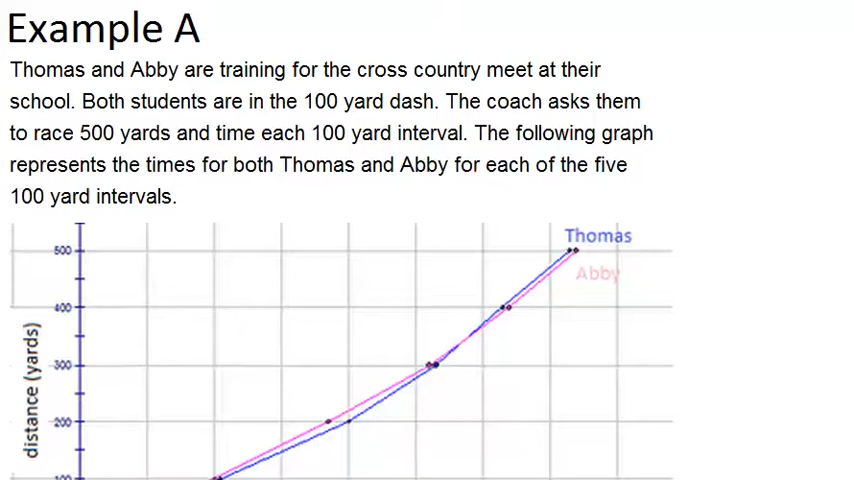 Example A
Thomas and Abby are training for the cross country meet at their
school. Both students are in the 100 yard dash. The coach asks them
to race 500 yards and time each 100 yard interval. The following graph
represents the times for both Thomas and Abby for each of the five
100 yard intervals.
Thomas
500
Abby
400
distance (yards)
300
200
100